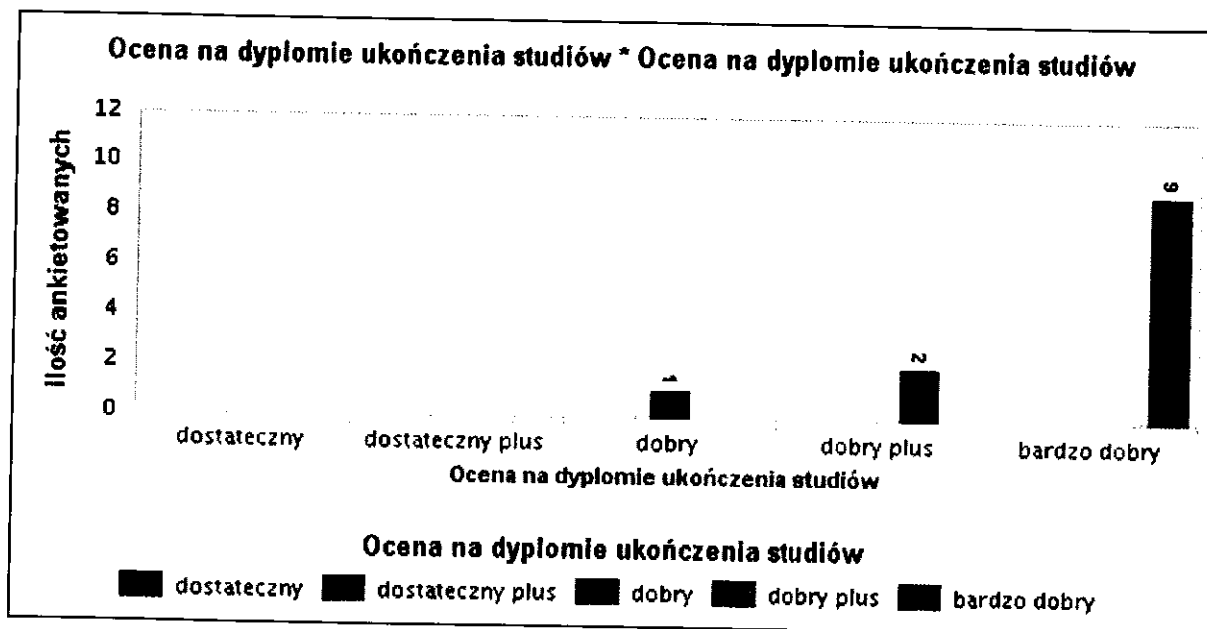 Ocena na dyplomie ukończenia studiów * Ocena na dyplomie ukończenia studiów
Ilość ankietowanych
12
10
8
6
4
2
0
1
2
9
dostateczny dostateczny plus dobry dobry plus bardzo dobry
Ocena na dyplomie ukończenia studiów
Ocena na dyplomie ukończenia studiów
dostateczny dostateczny plus dobry dobry plus bardzo dobry